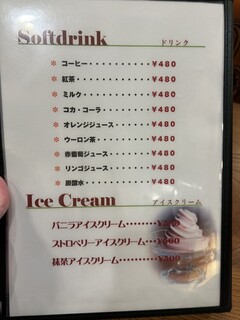 Softdrink ドリンク
※ コーヒー・・・・・・・・・・・￥480
※ 紅茶・・・・・・・・・・・・・￥480
※ ミルク・・・・・・・・・・・・￥480
※ コカ・コーラ・・・・・・・・・￥480
※ オレンジジュース・・・・・・・￥480
※ ウーロン茶・・・・・・・・・・￥480
※ 赤葡萄ジュース・・・・・・・・￥480
※ リンゴジュース・・・・・・・・￥480
※ 炭酸水・・・・・・・・・・・・￥480
Ice Cream アイスクリーム
バニラアイスクリーム・・・・・・
ストロベリーアイスクリーム・・・
抹茶アイスクリーム・・・・・・・￥500